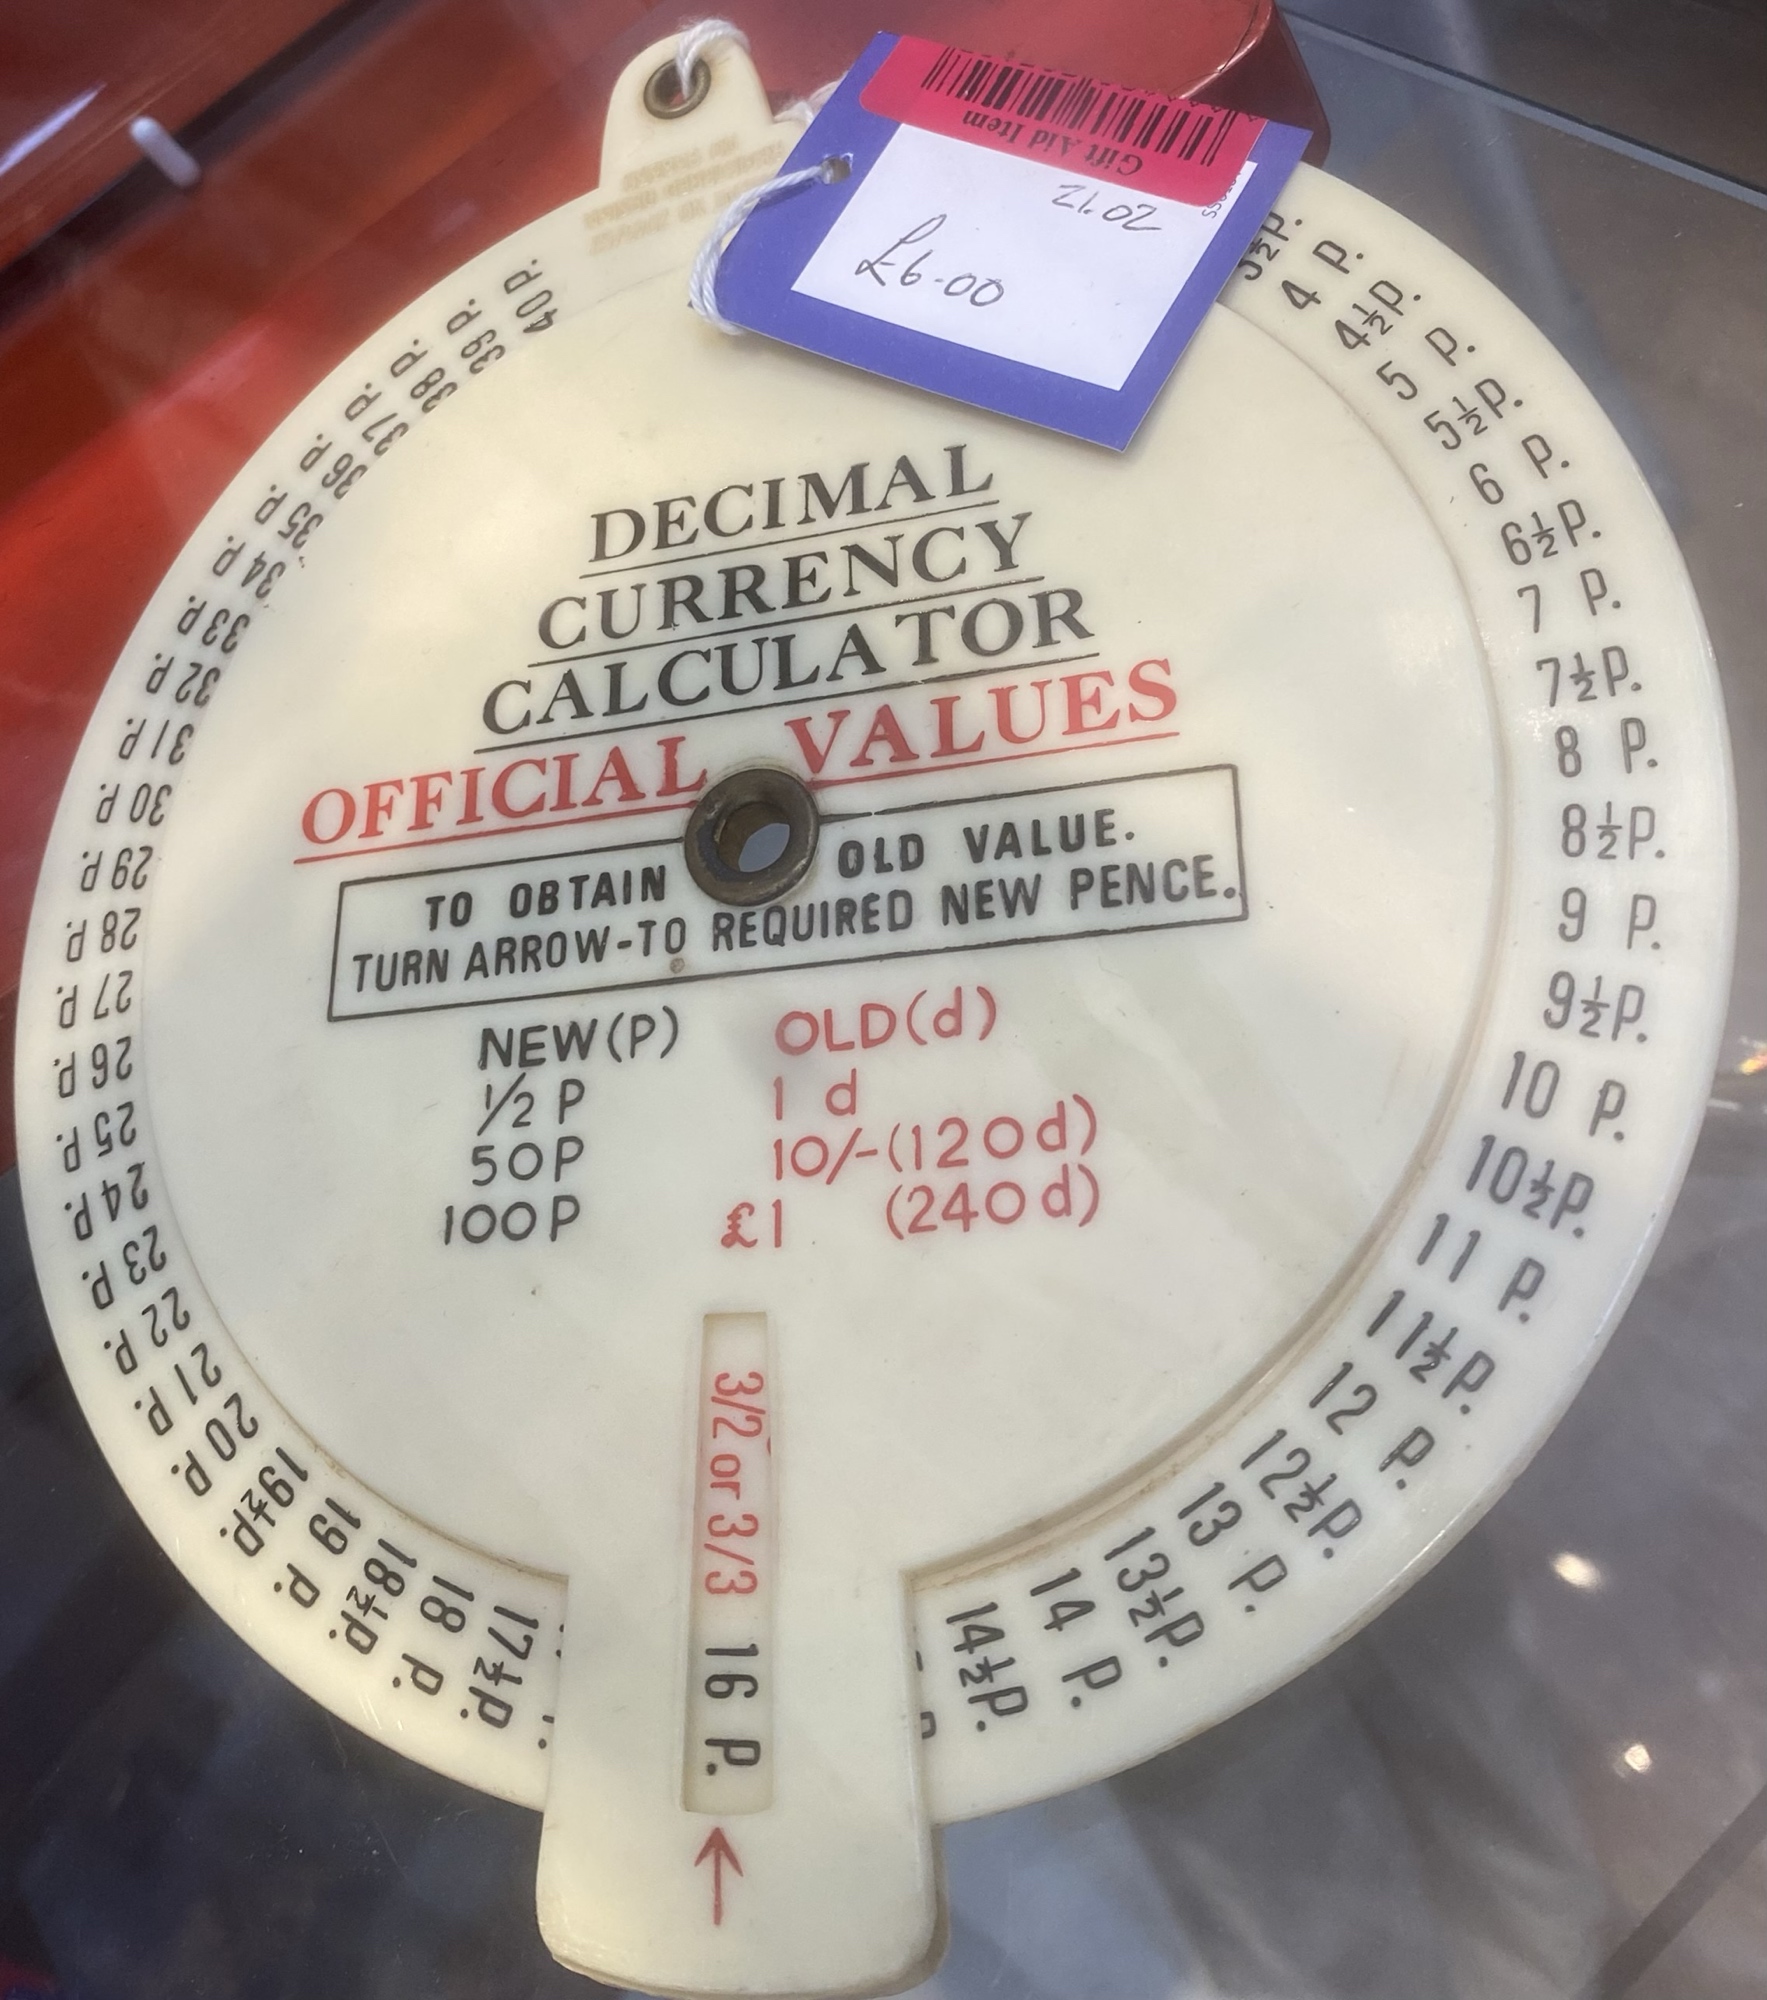 Gift Aid Item
21.02
£6.00
DECIMAL
CURRENCY
CALCULATOR
OFFICIAL VALUES
TO OBTAIN OLD VALUE.
TURN ARROW-TO REQUIRED NEW PENCE.
NEW(P) OLD(d)
1/2 P 1 d
50P 10/-(120d)
100P £1 (240d)
3/2 or 3/3 16 P.
3½P.
4 P.
4½P.
5 P.
5½P.
6 P.
6½P.
7 P.
7½P.
8 P.
8½P.
9 P.
9½P.
10 P.
10½P.
11 P.
11½P.
12 P.
12½P.
13 P.
13½P.
14 P.
14½P.
17½P.
18 P.
18½P.
19 P.
19½P.
20 P.
21 P.
22 P.
23 P.
24 P.
25 P.
26 P.
27 P.
28 P.
29 P.
30 P.
31 P.
32 P.
33 P.
34 P.
35 P.
36 P.
37 P.
38 P.
39 P.
40 P.